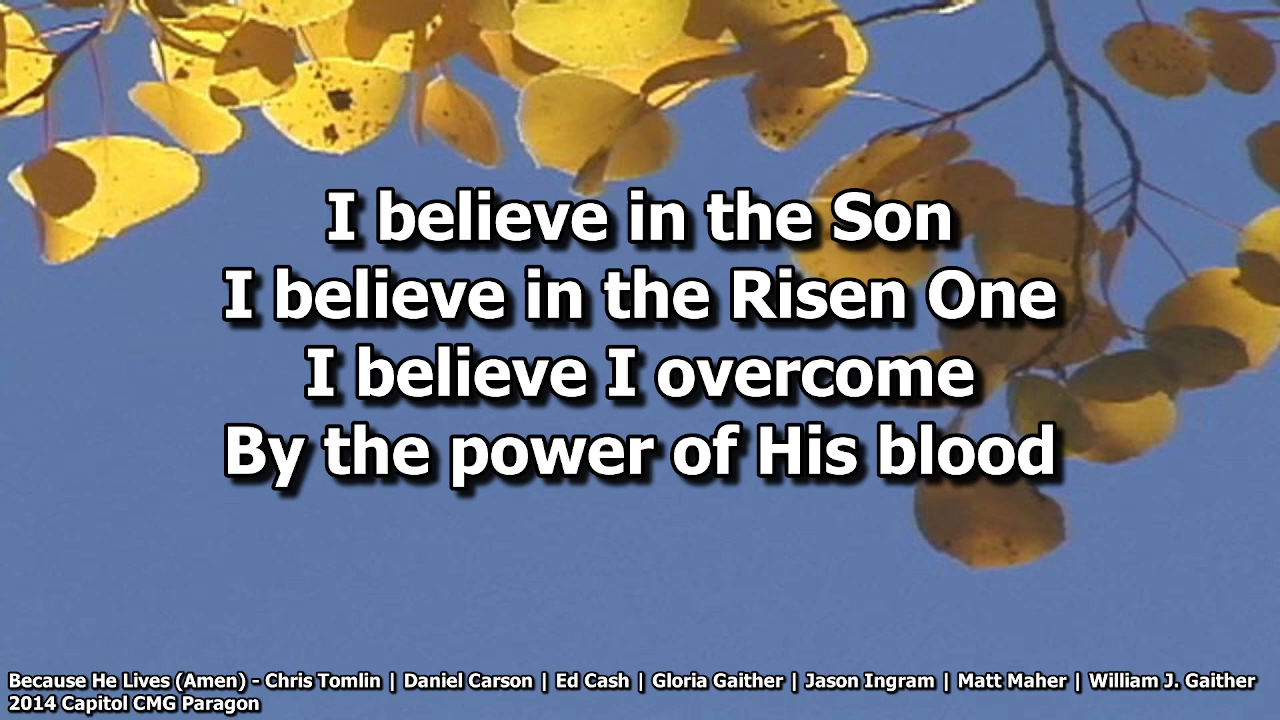 I believe in the Son
I believe in the Risen One
I believe I overcome
By the power of His blood
Because He Lives (Amen) - Chris Tomlin | Daniel Carson | Ed Cash | Gloria Gaither | Jason Ingram | Matt Maher | William J. Gaither
2014 Capitol CMG Paragon